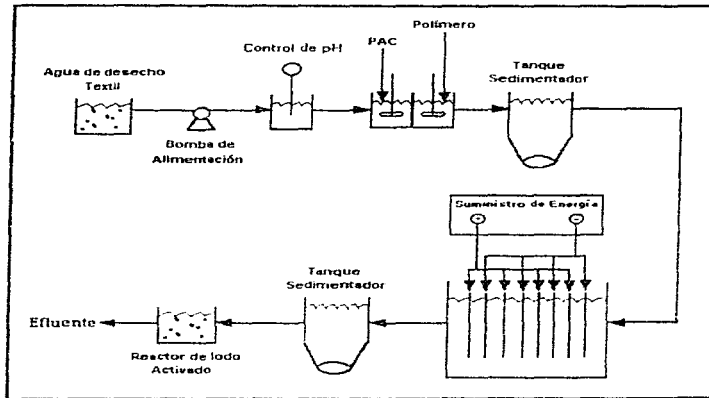 Agua de desecho
Textil
Bomba de
Alimentación
Control de pH
PAC
Polímero
Tanque
Sedimentador
Suministro de Energía
+
-
Tanque
Sedimentador
Reactor de lodo
Activado
Efluente